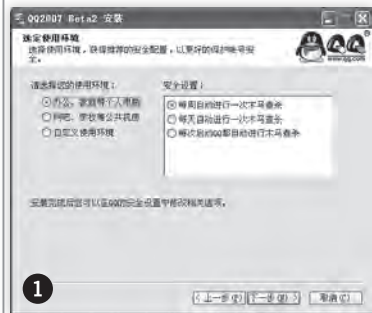 QQ2007 Beta2 安装
选定使用环境
选择使用环境，获得推荐的安全配置，以更好的保护帐号安
全。
QQ
www.qq.com
请选择您的使用环境：
办公、家庭等个人电脑
网吧、学校等公共机房
自定义使用环境
安全设置：
每周自动进行一次木马查杀
每天自动进行一次木马查杀
每次启动QQ都自动进行木马查杀
安装完成后您可以在QQ的安全设置中修改相关选项。
1
<上一步(P) 下一步(N)> 取消(C)